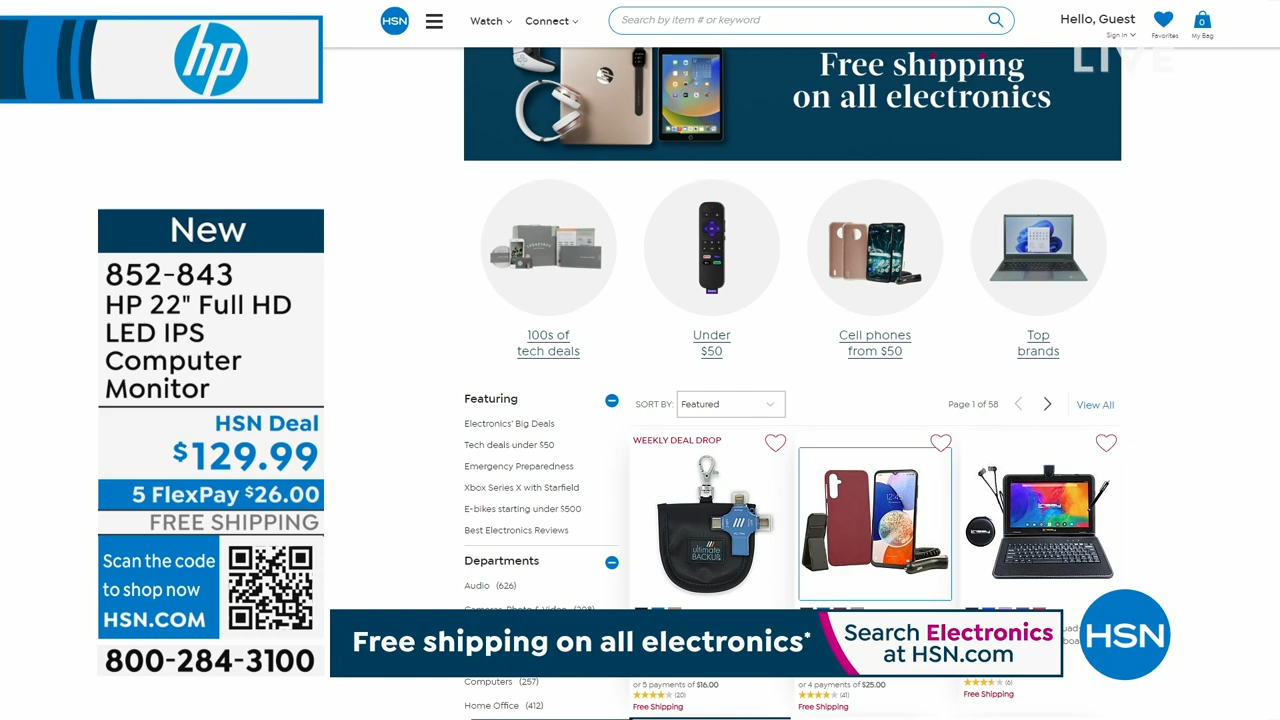 hp
HSN
Watch
Connect
Search by item # or keyword
Hello, Guest
Sign In
Favorites
0
My Bag
LIVE
Free shipping
on all electronics
New
852-843
HP 22" Full HD
LED IPS
Computer
Monitor
HSN Deal
$129.99
5 FlexPay $26.00
FREE SHIPPING
Scan the code
to shop now
HSN.COM
800-284-3100
100s of
tech deals
Under
$50
Cell phones
from $50
Top
brands
Featuring
Electronics' Big Deals
Tech deals under $50
Emergency Preparedness
Xbox Series X with Starfield
E-bikes starting under $500
Best Electronics Reviews
Departments
Audio (626)
Computers (257)
Home Office (412)
SORT BY: Featured
Page 1 of 58
View All
WEEKLY DEAL DROP
ultimate
BACKUP
or 5 payments of $16.00
(20)
Free Shipping
or 4 payments of $25.00
(41)
Free Shipping
(6)
Free Shipping
Free shipping on all electronics*
Search Electronics
at HSN.com
HSN